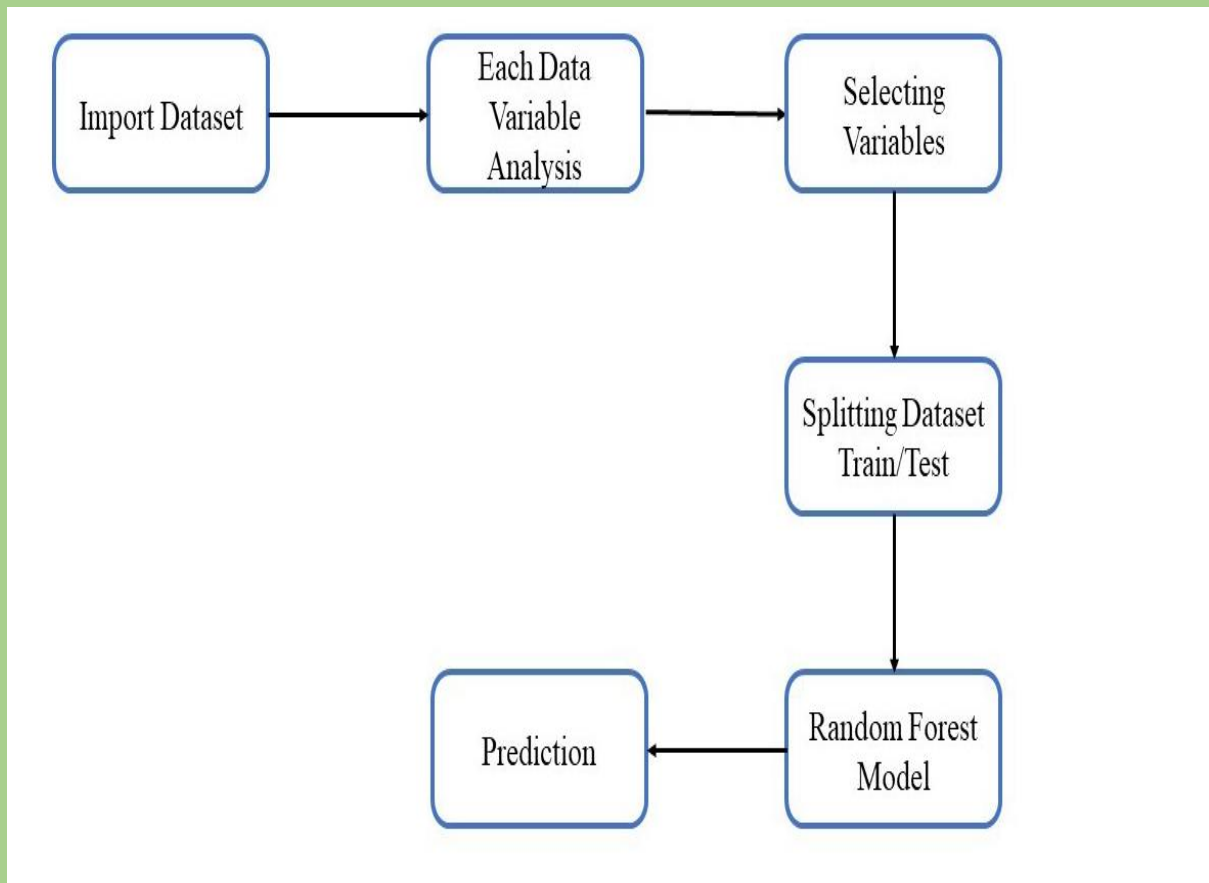 Import Dataset
Each Data
Variable
Analysis
Selecting
Variables
Splitting Dataset
Train/Test
Random Forest
Model
Prediction